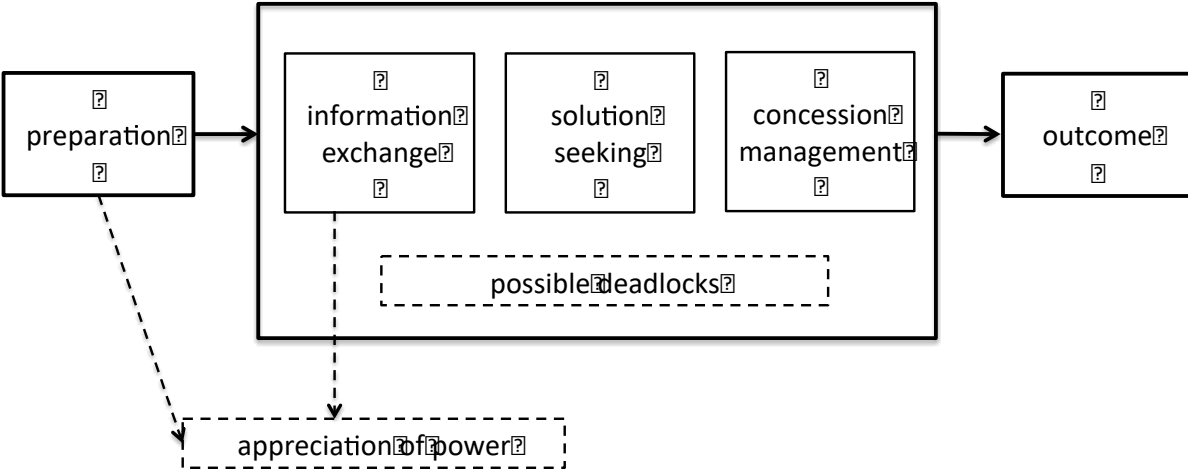 preparation
information
exchange
solution
seeking
concession
management
outcome
possible deadlocks
appreciation of power